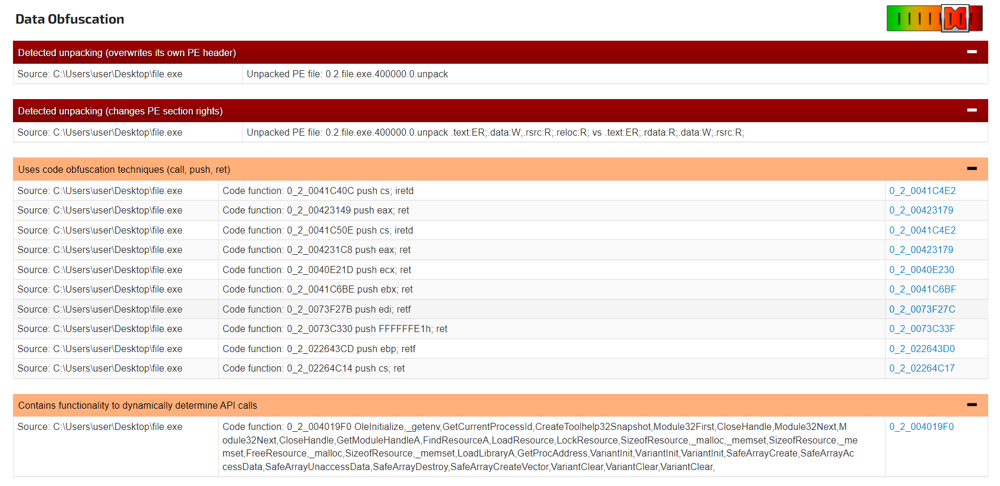 Data Obfuscation
Detected unpacking (overwrites its own PE header)
Source: C:\Users\user\Desktop\file.exe Unpacked PE file: 0.2.file.exe.400000.0.unpack
Detected unpacking (changes PE section rights)
Source: C:\Users\user\Desktop\file.exe Unpacked PE file: 0.2.file.exe.400000.0.unpack .text:ER;.data:W;.rsrc:R;.reloc:R; vs .text:ER;.rdata:R;.data:W;.rsrc:R;
Uses code obfuscation techniques (call, push, ret)
Source: C:\Users\user\Desktop\file.exe Code function: 0_2_0041C40C push cs; iretd 0_2_0041C4E2
Source: C:\Users\user\Desktop\file.exe Code function: 0_2_00423149 push eax; ret 0_2_00423179
Source: C:\Users\user\Desktop\file.exe Code function: 0_2_0041C50E push cs; iretd 0_2_0041C4E2
Source: C:\Users\user\Desktop\file.exe Code function: 0_2_004231C8 push eax; ret 0_2_00423179
Source: C:\Users\user\Desktop\file.exe Code function: 0_2_0040E21D push ecx; ret 0_2_0040E230
Source: C:\Users\user\Desktop\file.exe Code function: 0_2_0041C6BE push ebx; ret 0_2_0041C6BF
Source: C:\Users\user\Desktop\file.exe Code function: 0_2_0073F27B push edi; retf 0_2_0073F27C
Source: C:\Users\user\Desktop\file.exe Code function: 0_2_0073C330 push FFFFFFE1h; ret 0_2_0073C33F
Source: C:\Users\user\Desktop\file.exe Code function: 0_2_022643CD push ebp; retf 0_2_022643D0
Source: C:\Users\user\Desktop\file.exe Code function: 0_2_02264C14 push cs; ret 0_2_02264C17
Contains functionality to dynamically determine API calls
Source: C:\Users\user\Desktop\file.exe Code function: 0_2_004019F0 OleInitialize,_getenv,GetCurrentProcessId,CreateToolhelp32Snapshot,Module32First,CloseHandle,Module32Next,M 0_2_004019F0
odule32Next,CloseHandle,GetModuleHandleA,FindResourceA,LoadResource,LockResource,SizeofResource,_malloc,_memset,SizeofResource,_me
mset,FreeResource,_malloc,SizeofResource,_memset,LoadLibraryA,GetProcAddress,VariantInit,VariantInit,VariantInit,SafeArrayCreate,SafeArrayAc
cessData,SafeArrayUnaccessData,SafeArrayDestroy,SafeArrayCreateVector,VariantClear,VariantClear,VariantClear,